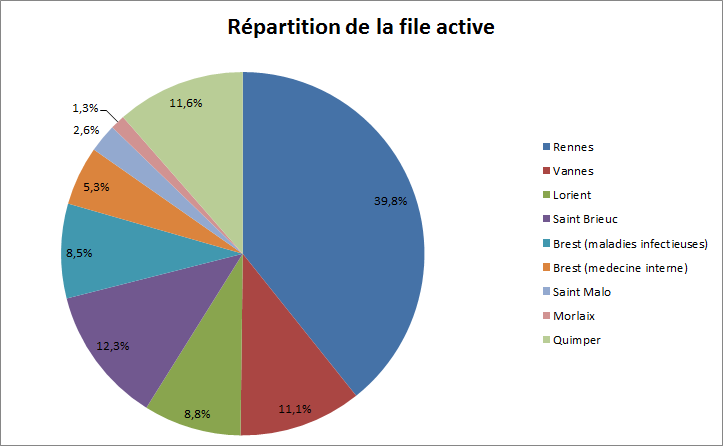 Répartition de la file active
1,3%
11,6%
2,6%
5,3%
39,8%
8,5%
12,3%
8,8%
11,1%
Rennes
Vannes
Lorient
Saint Brieuc
Brest (maladies infectieuses)
Brest (medecine interne)
Saint Malo
Morlaix
Quimper